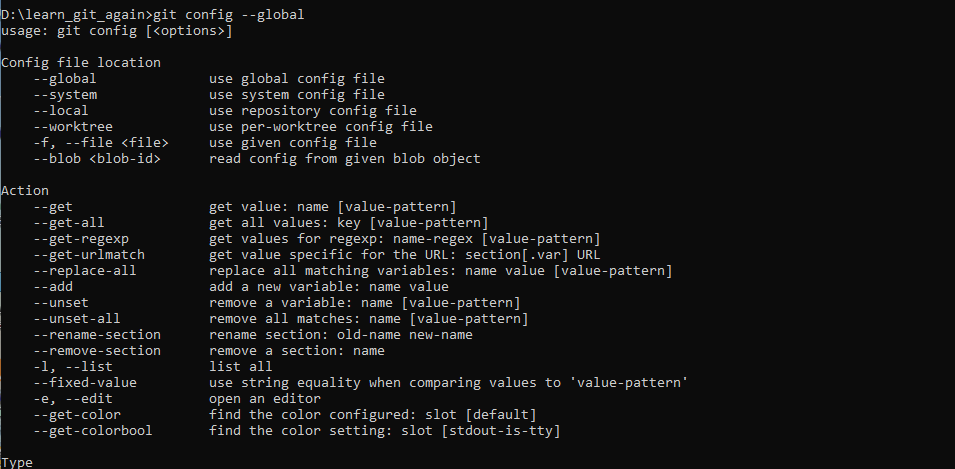 D:\learn_git_again>git config --global
usage: git config [<options>]

Config file location
    --global              use global config file
    --system              use system config file
    --local               use repository config file
    --worktree            use per-worktree config file
    -f, --file <file>     use given config file
    --blob <blob-id>      read config from given blob object

Action
    --get                 get value: name [value-pattern]
    --get-all             get all values: key [value-pattern]
    --get-regexp          get values for regexp: name-regex [value-pattern]
    --get-urlmatch        get value specific for the URL: section[.var] URL
    --replace-all         replace all matching variables: name value [value-pattern]
    --add                 add a new variable: name value
    --unset               remove a variable: name [value-pattern]
    --unset-all           remove all matches: name [value-pattern]
    --rename-section      rename section: old-name new-name
    --remove-section      remove a section: name
    -l, --list            list all
    --fixed-value         use string equality when comparing values to 'value-pattern'
    -e, --edit            open an editor
    --get-color           find the color configured: slot [default]
    --get-colorbool       find the color setting: slot [stdout-is-tty]

Type